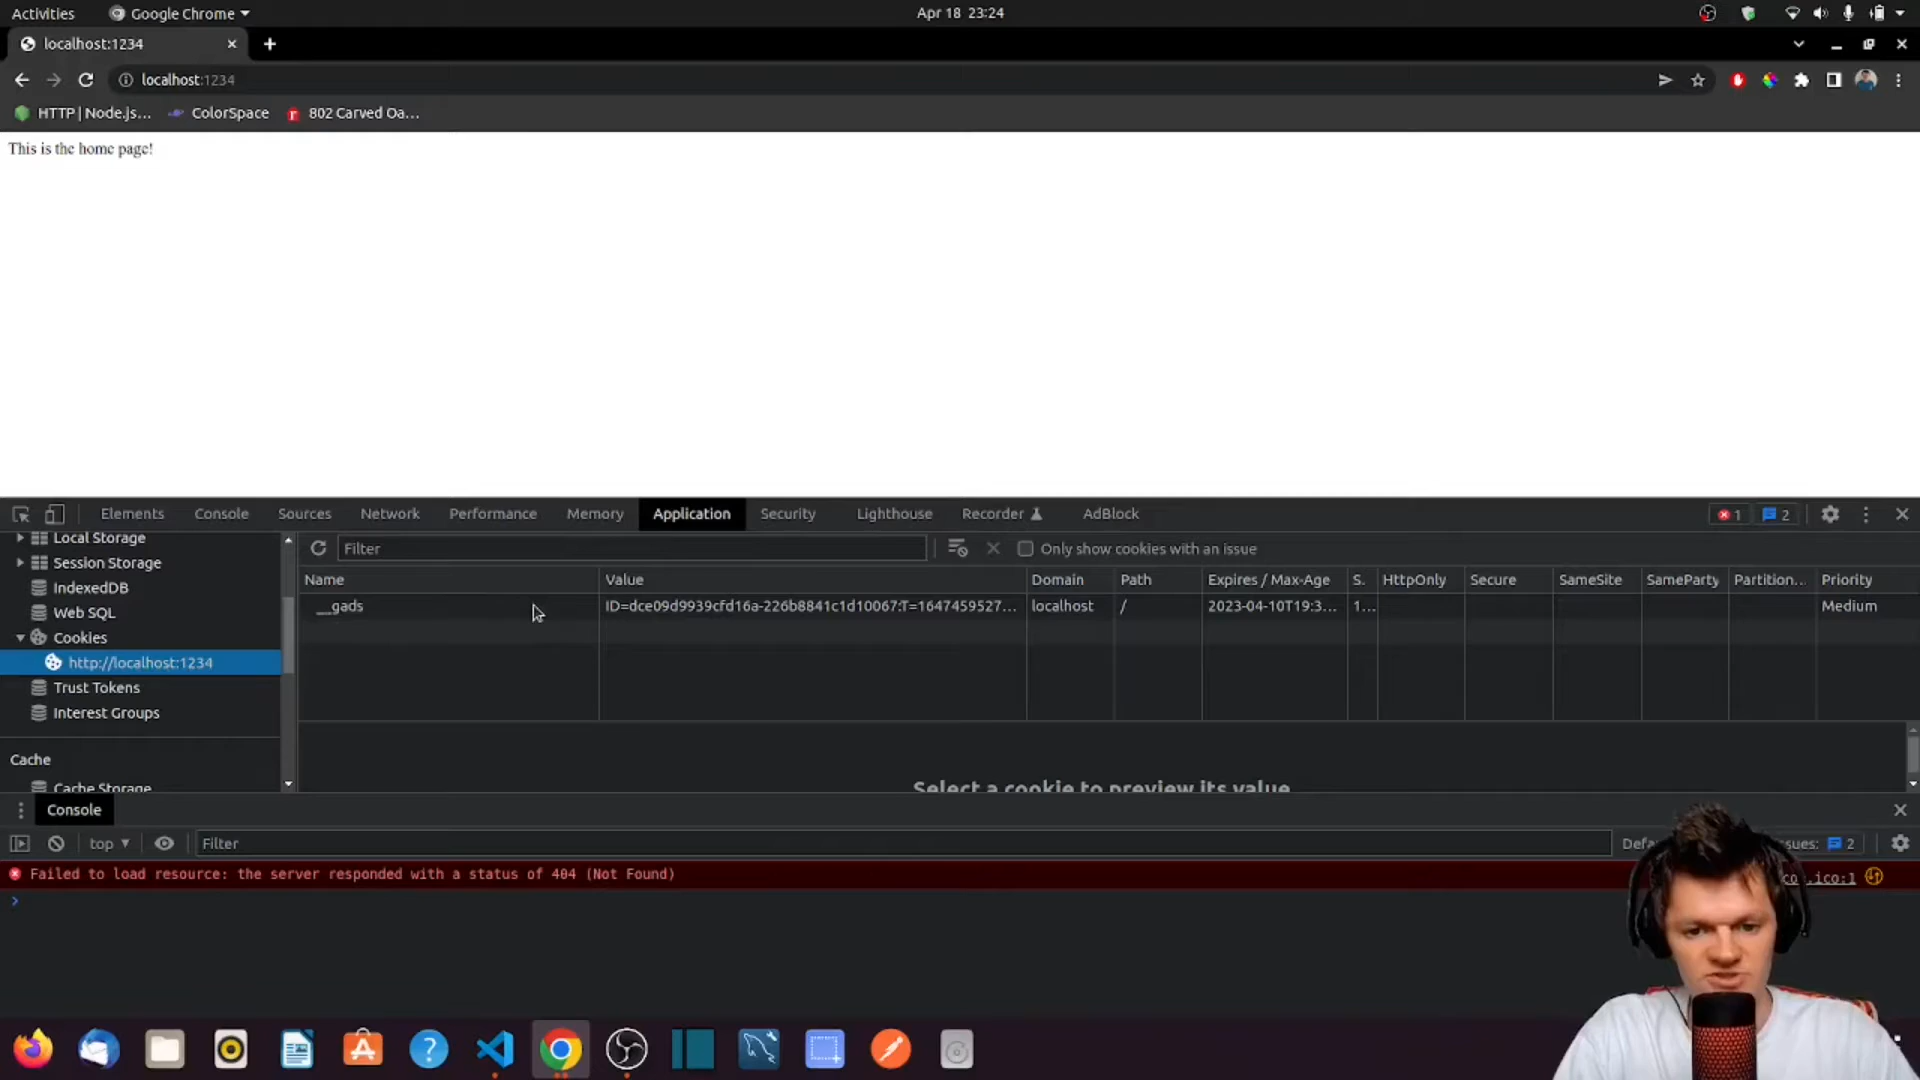 Activities Google Chrome Apr 18 23:24
localhost:1234
localhost:1234
HTTP | Node.js... ColorSpace 802 Carved Oa...
This is the home page!
Elements Console Sources Network Performance Memory Application Security Lighthouse Recorder AdBlock 1 2
Local Storage
Session Storage
IndexedDB
Web SQL
Cookies
http://localhost:1234
Trust Tokens
Interest Groups
Cache
Cache Storage
Filter Only show cookies with an issue
Name Value Domain Path Expires / Max-Age S. HttpOnly Secure SameSite SameParty Partition... Priority
__gads ID=dce09d9939cfd16a-226b8841c1d10067:T=1647459527... localhost / 2023-04-10T19:3... 1... Medium
Select a cookie to preview its value
Console
top Filter 2
Failed to load resource: the server responded with a status of 404 (Not Found) .ico:1